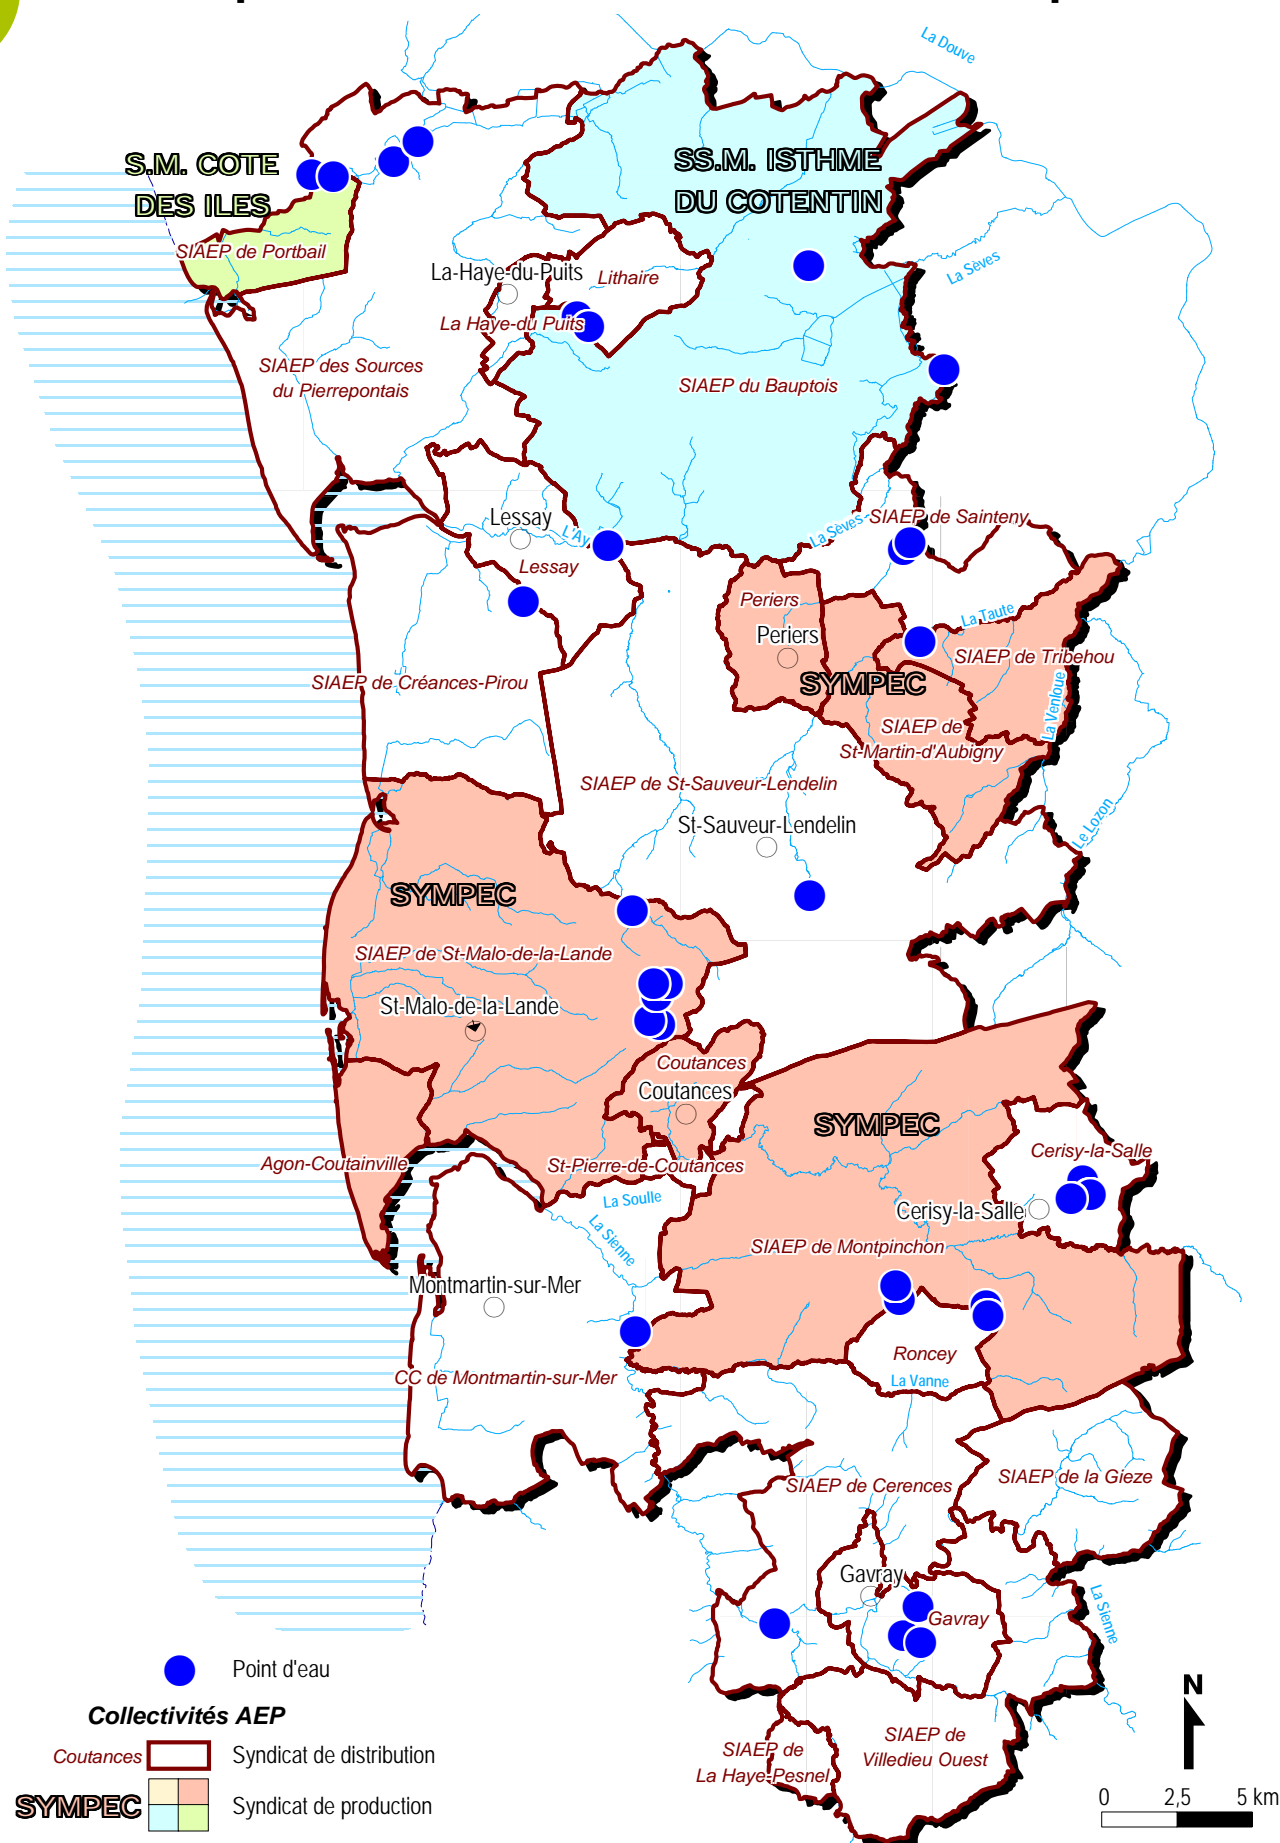 La Douve
S.M. COTE
DES ILES
SS.M. ISTHME
DU COTENTIN
SIAEP de Portbail
La Sèves
La-Haye-du-Puits
Lithaire
La Haye-du Puits
SIAEP des Sources
du Pierrepontais
SIAEP du Bauptois
Lessay
L'Ay
La Sèves
SIAEP de Sainteny
Lessay
Periers
Periers
La Taute
SIAEP de Tribehou
SIAEP de Créances-Pirou
SYMPEC
La Venloue
SIAEP de
St-Martin-d'Aubigny
SIAEP de St-Sauveur-Lendelin
St-Sauveur-Lendelin
Le Lozon
SYMPEC
SIAEP de St-Malo-de-la-Lande
St-Malo-de-la-Lande
Coutances
Coutances
SYMPEC
Cerisy-la-Salle
Agon-Coutainville
St-Pierre-de-Coutances
La Soulle
Cerisy-la-Salle
La Sienne
SIAEP de Montpinchon
Montmartin-sur-Mer
Roncey
CC de Montmartin-sur-Mer
La Vanne
SIAEP de Cerences
SIAEP de la Gieze
Gavray
Gavray
La Sienne
Point d'eau
Collectivités AEP
Coutances
Syndicat de distribution
SYMPEC
Syndicat de production
SIAEP de
La Haye-Pesnel
SIAEP de
Villedieu Ouest
N
0 2,5 5 km